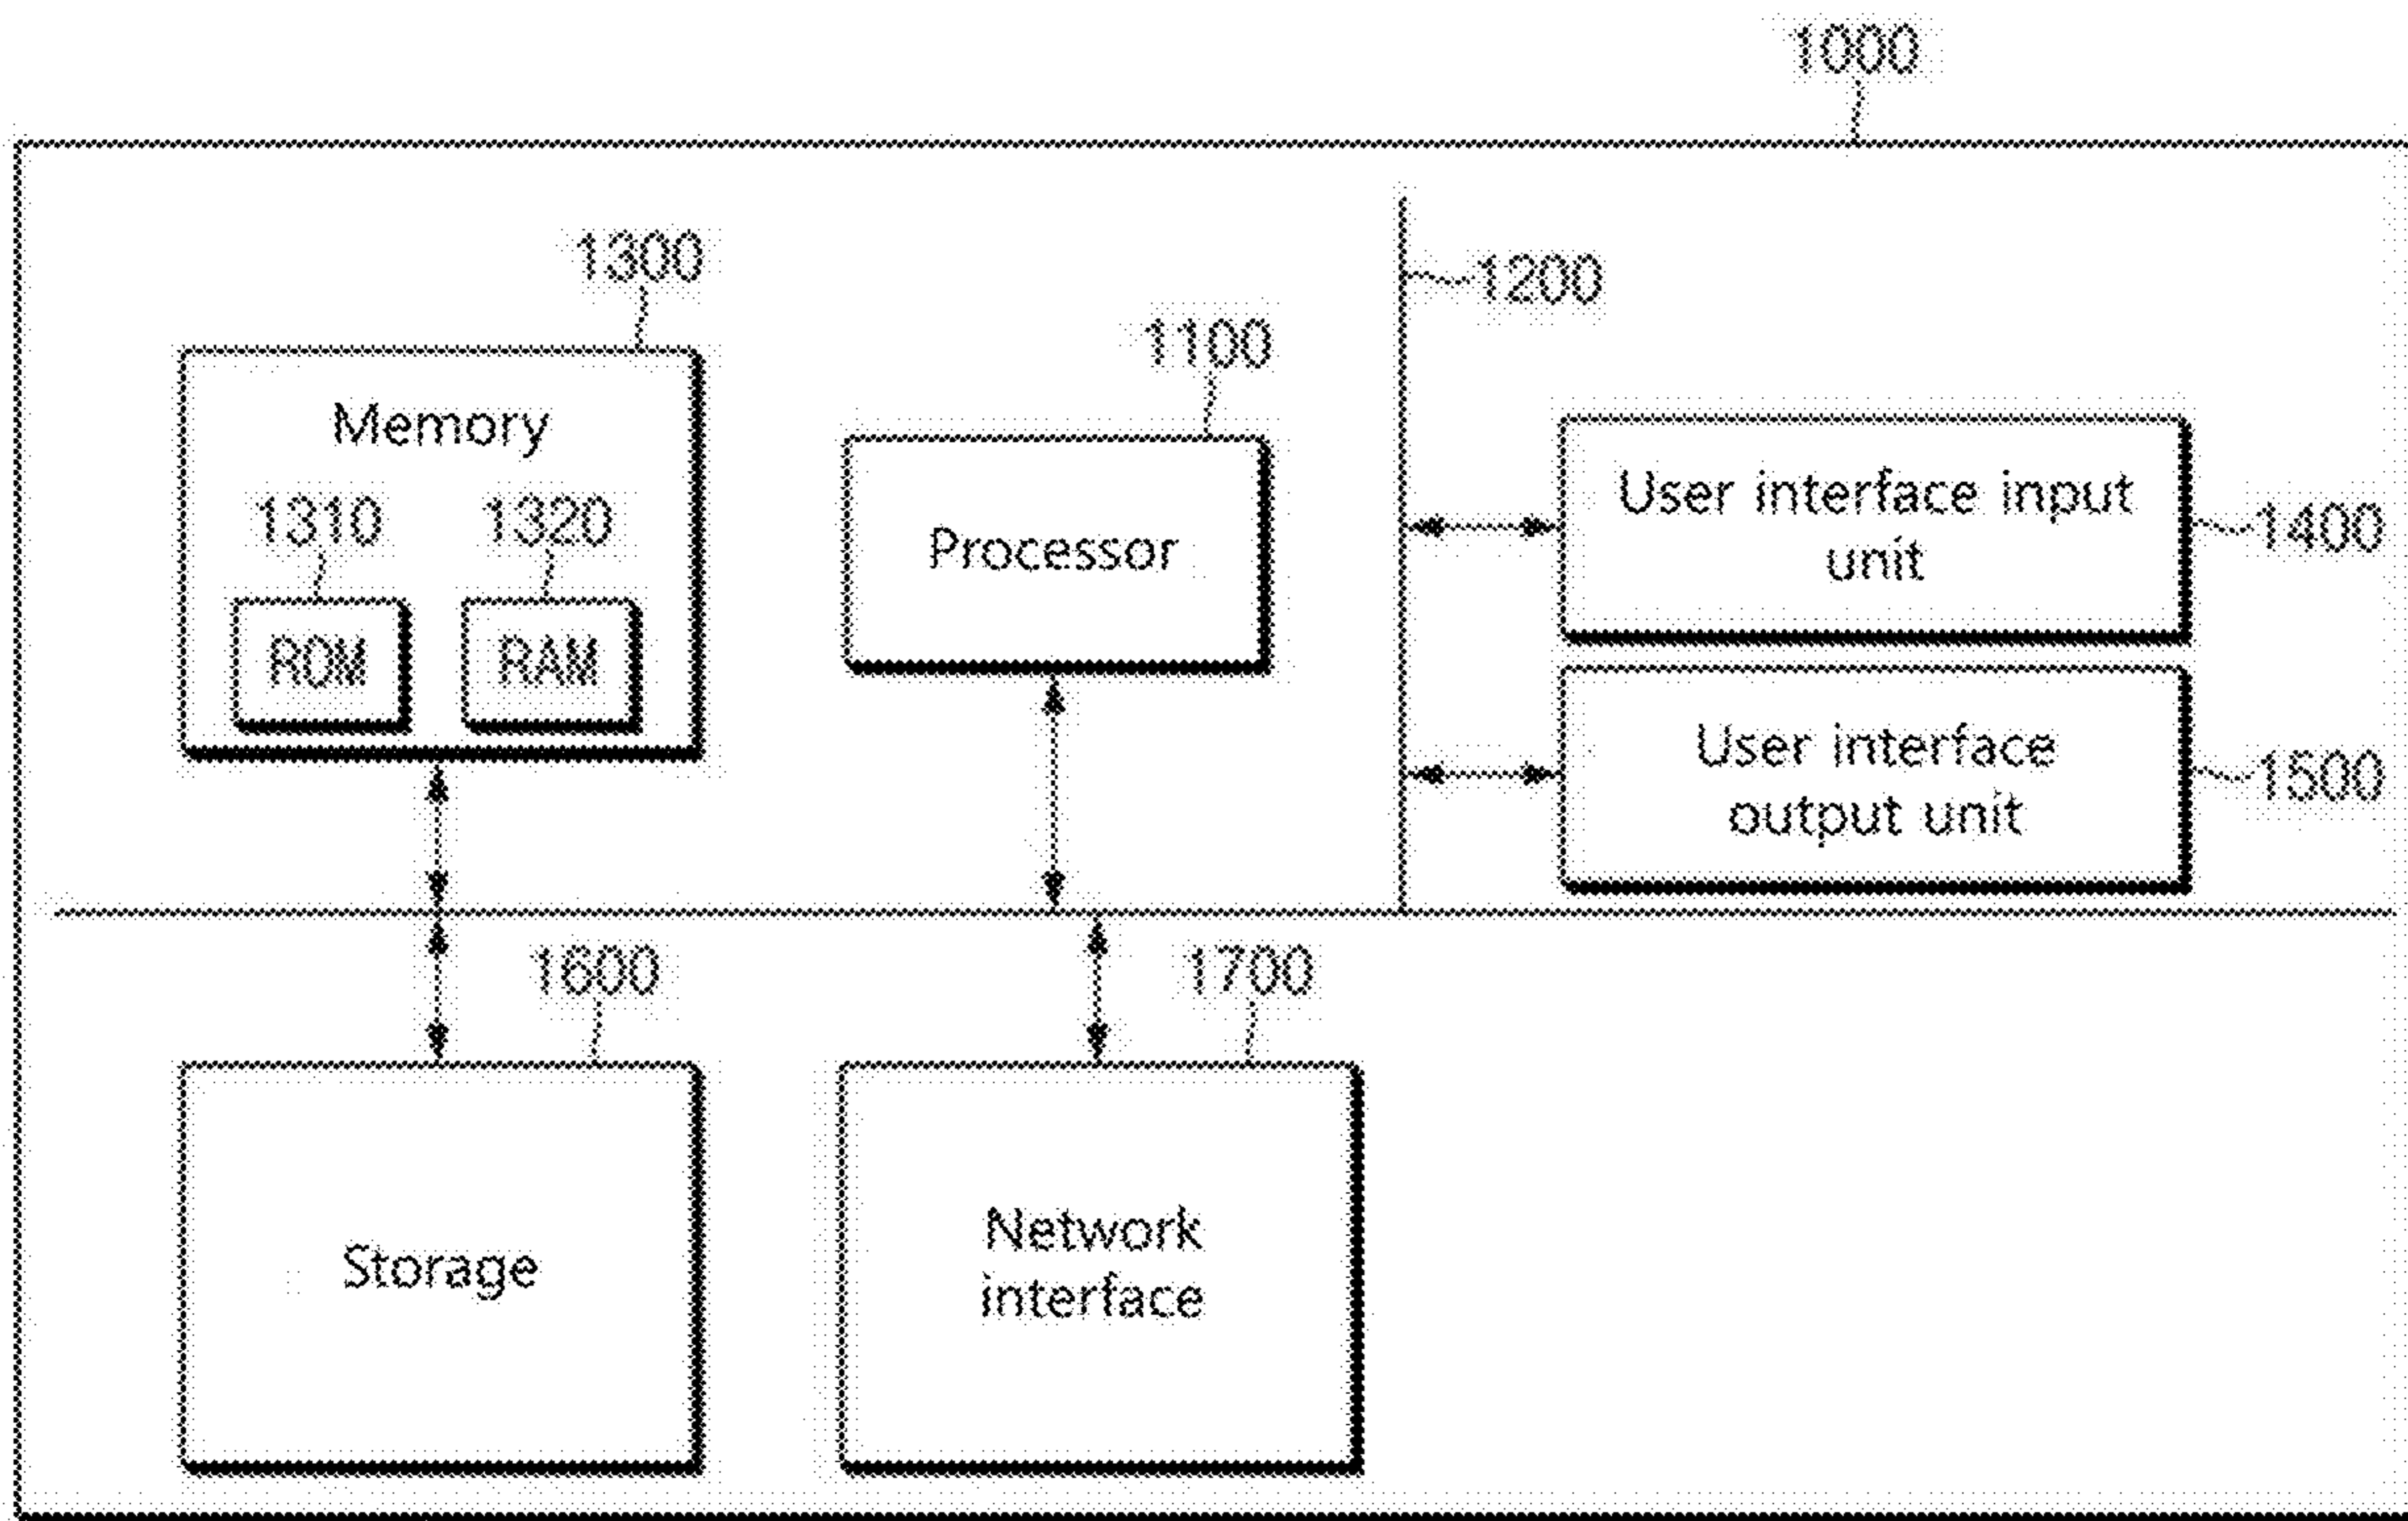 1000
1300
1200
1100
Memory
1310
1320
ROM
RAM
Processor
User interface input
unit
1400
User interface
output unit
1500
1600
1700
Storage
Network
interface